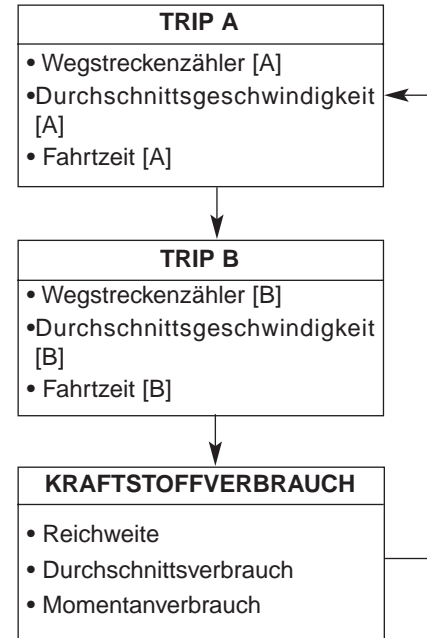 TRIP A
• Wegstreckenzähler [A]
•Durchschnittsgeschwindigkeit
[A]
• Fahrtzeit [A]
TRIP B
• Wegstreckenzähler [B]
•Durchschnittsgeschwindigkeit
[B]
• Fahrtzeit [B]
KRAFTSTOFFVERBRAUCH
• Reichweite
• Durchschnittsverbrauch
• Momentanverbrauch